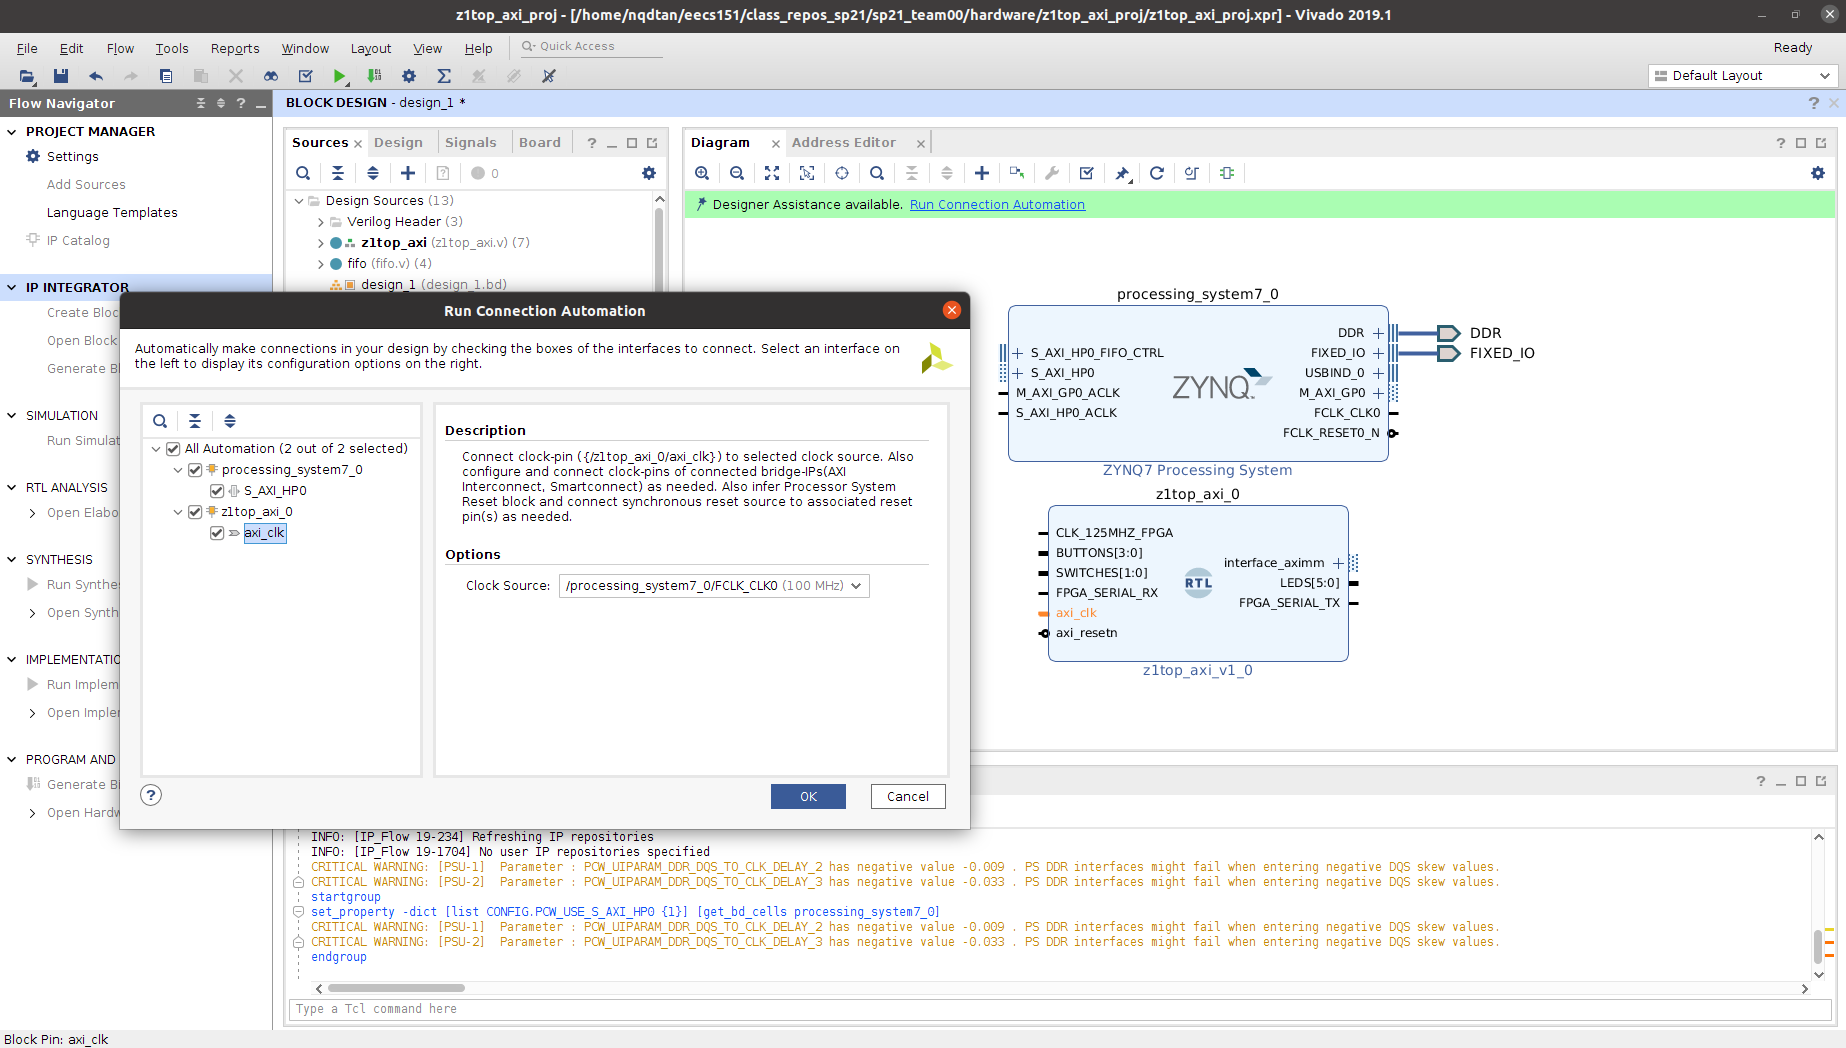 z1top_axi_proj - [/home/nqdtan/eecs151/class_repos_sp21/sp21_team00/hardware/z1top_axi_proj/z1top_axi_proj.xpr] - Vivado 2019.1
File Edit Flow Tools Reports Window Layout View Help Quick Access Ready
Default Layout
Flow Navigator
PROJECT MANAGER
Settings
Add Sources
Language Templates
IP Catalog
IP INTEGRATOR
Create Bloc
Open Block
Generate Bl
SIMULATION
Run Simulat
RTL ANALYSIS
Open Elabo
SYNTHESIS
Run Synthes
Open Synth
IMPLEMENTATIO
Run Implem
Open Impler
PROGRAM AND
Generate Bi
Open Hardw
BLOCK DESIGN - design_1 *
Sources Design Signals Board
0
Design Sources (13)
Verilog Header (3)
z1top_axi (z1top_axi.v) (7)
fifo (fifo.v) (4)
design_1 (design_1.bd)
Diagram Address Editor
Designer Assistance available. Run Connection Automation
processing_system7_0
S_AXI_HP0_FIFO_CTRL
S_AXI_HP0
M_AXI_GP0_ACLK
S_AXI_HP0_ACLK
ZYNQ
DDR
FIXED_IO
USBIND_0
M_AXI_GP0
FCLK_CLK0
FCLK_RESET0_N
DDR
FIXED_IO
ZYNQ7 Processing System
z1top_axi_0
CLK_125MHZ_FPGA
BUTTONS[3:0]
SWITCHES[1:0]
FPGA_SERIAL_RX
axi_clk
axi_resetn
RTL
interface_aximm
LEDS[5:0]
FPGA_SERIAL_TX
z1top_axi_v1_0
Run Connection Automation
Automatically make connections in your design by checking the boxes of the interfaces to connect. Select an interface on
the left to display its configuration options on the right.
All Automation (2 out of 2 selected)
processing_system7_0
S_AXI_HP0
z1top_axi_0
axi_clk
Description
Connect clock-pin ({/z1top_axi_0/axi_clk}) to selected clock source. Also
configure and connect clock-pins of connected bridge-IPs(AXI
Interconnect, Smartconnect) as needed. Also infer Processor System
Reset block and connect synchronous reset source to associated reset
pin(s) as needed.
Options
Clock Source: /processing_system7_0/FCLK_CLK0 (100 MHz)
OK Cancel
INFO: [IP_Flow 19-234] Refreshing IP repositories
INFO: [IP_Flow 19-1704] No user IP repositories specified
CRITICAL WARNING: [PSU-1]  Parameter : PCW_UIPARAM_DDR_DQS_TO_CLK_DELAY_2 has negative value -0.009 . PS DDR interfaces might fail when entering negative DQS skew values.
CRITICAL WARNING: [PSU-2]  Parameter : PCW_UIPARAM_DDR_DQS_TO_CLK_DELAY_3 has negative value -0.033 . PS DDR interfaces might fail when entering negative DQS skew values.
startgroup
set_property -dict [list CONFIG.PCW_USE_S_AXI_HP0 {1}] [get_bd_cells processing_system7_0]
CRITICAL WARNING: [PSU-1]  Parameter : PCW_UIPARAM_DDR_DQS_TO_CLK_DELAY_2 has negative value -0.009 . PS DDR interfaces might fail when entering negative DQS skew values.
CRITICAL WARNING: [PSU-2]  Parameter : PCW_UIPARAM_DDR_DQS_TO_CLK_DELAY_3 has negative value -0.033 . PS DDR interfaces might fail when entering negative DQS skew values.
endgroup
Type a Tcl command here
Block Pin: axi_clk